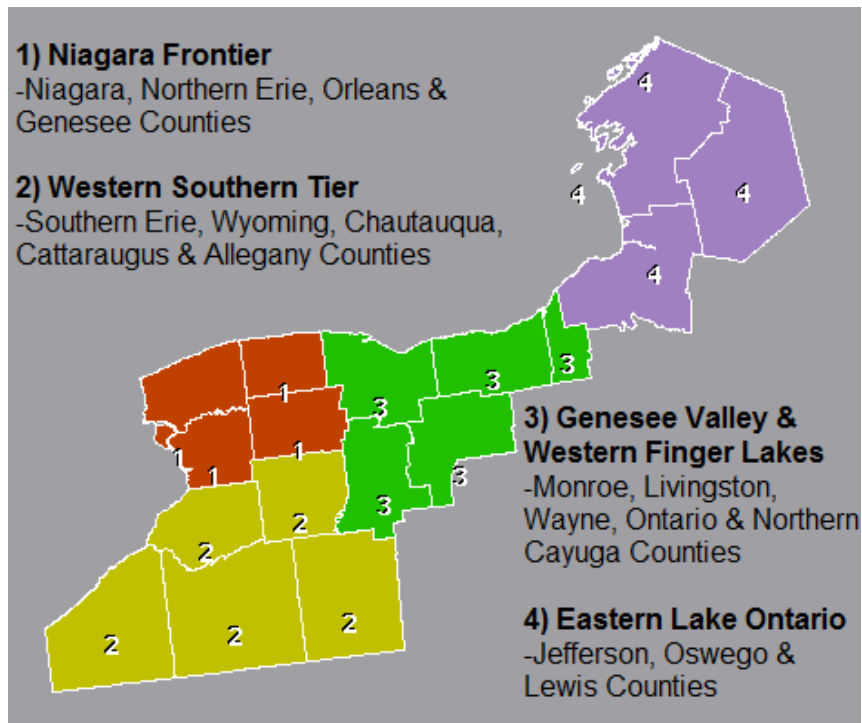 1) Niagara Frontier
-Niagara, Northern Erie, Orleans &
Genesee Counties
2) Western Southern Tier
-Southern Erie, Wyoming, Chautauqua,
Cattaraugus & Allegany Counties
4
4
4
4
3
3
3
1
3
1
1
1
3
3
2
2
2
2
2
3) Genesee Valley &
Western Finger Lakes
-Monroe, Livingston,
Wayne, Ontario & Northern
Cayuga Counties
4) Eastern Lake Ontario
-Jefferson, Oswego &
Lewis Counties